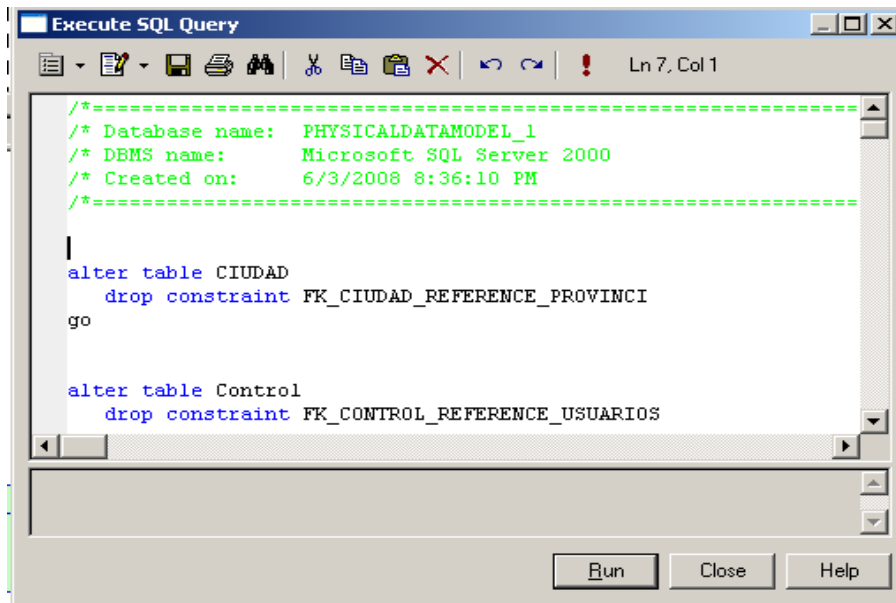 Execute SQL Query
Ln 7, Col 1
/*==============================================================
/* Database name:  PHYSICALDATAMODEL_1
/* DBMS name:      Microsoft SQL Server 2000
/* Created on:     6/3/2008 8:36:10 PM
/*==============================================================
alter table CIUDAD
   drop constraint FK_CIUDAD_REFERENCE_PROVINCI
go
alter table Control
   drop constraint FK_CONTROL_REFERENCE_USUARIOS
Run Close Help